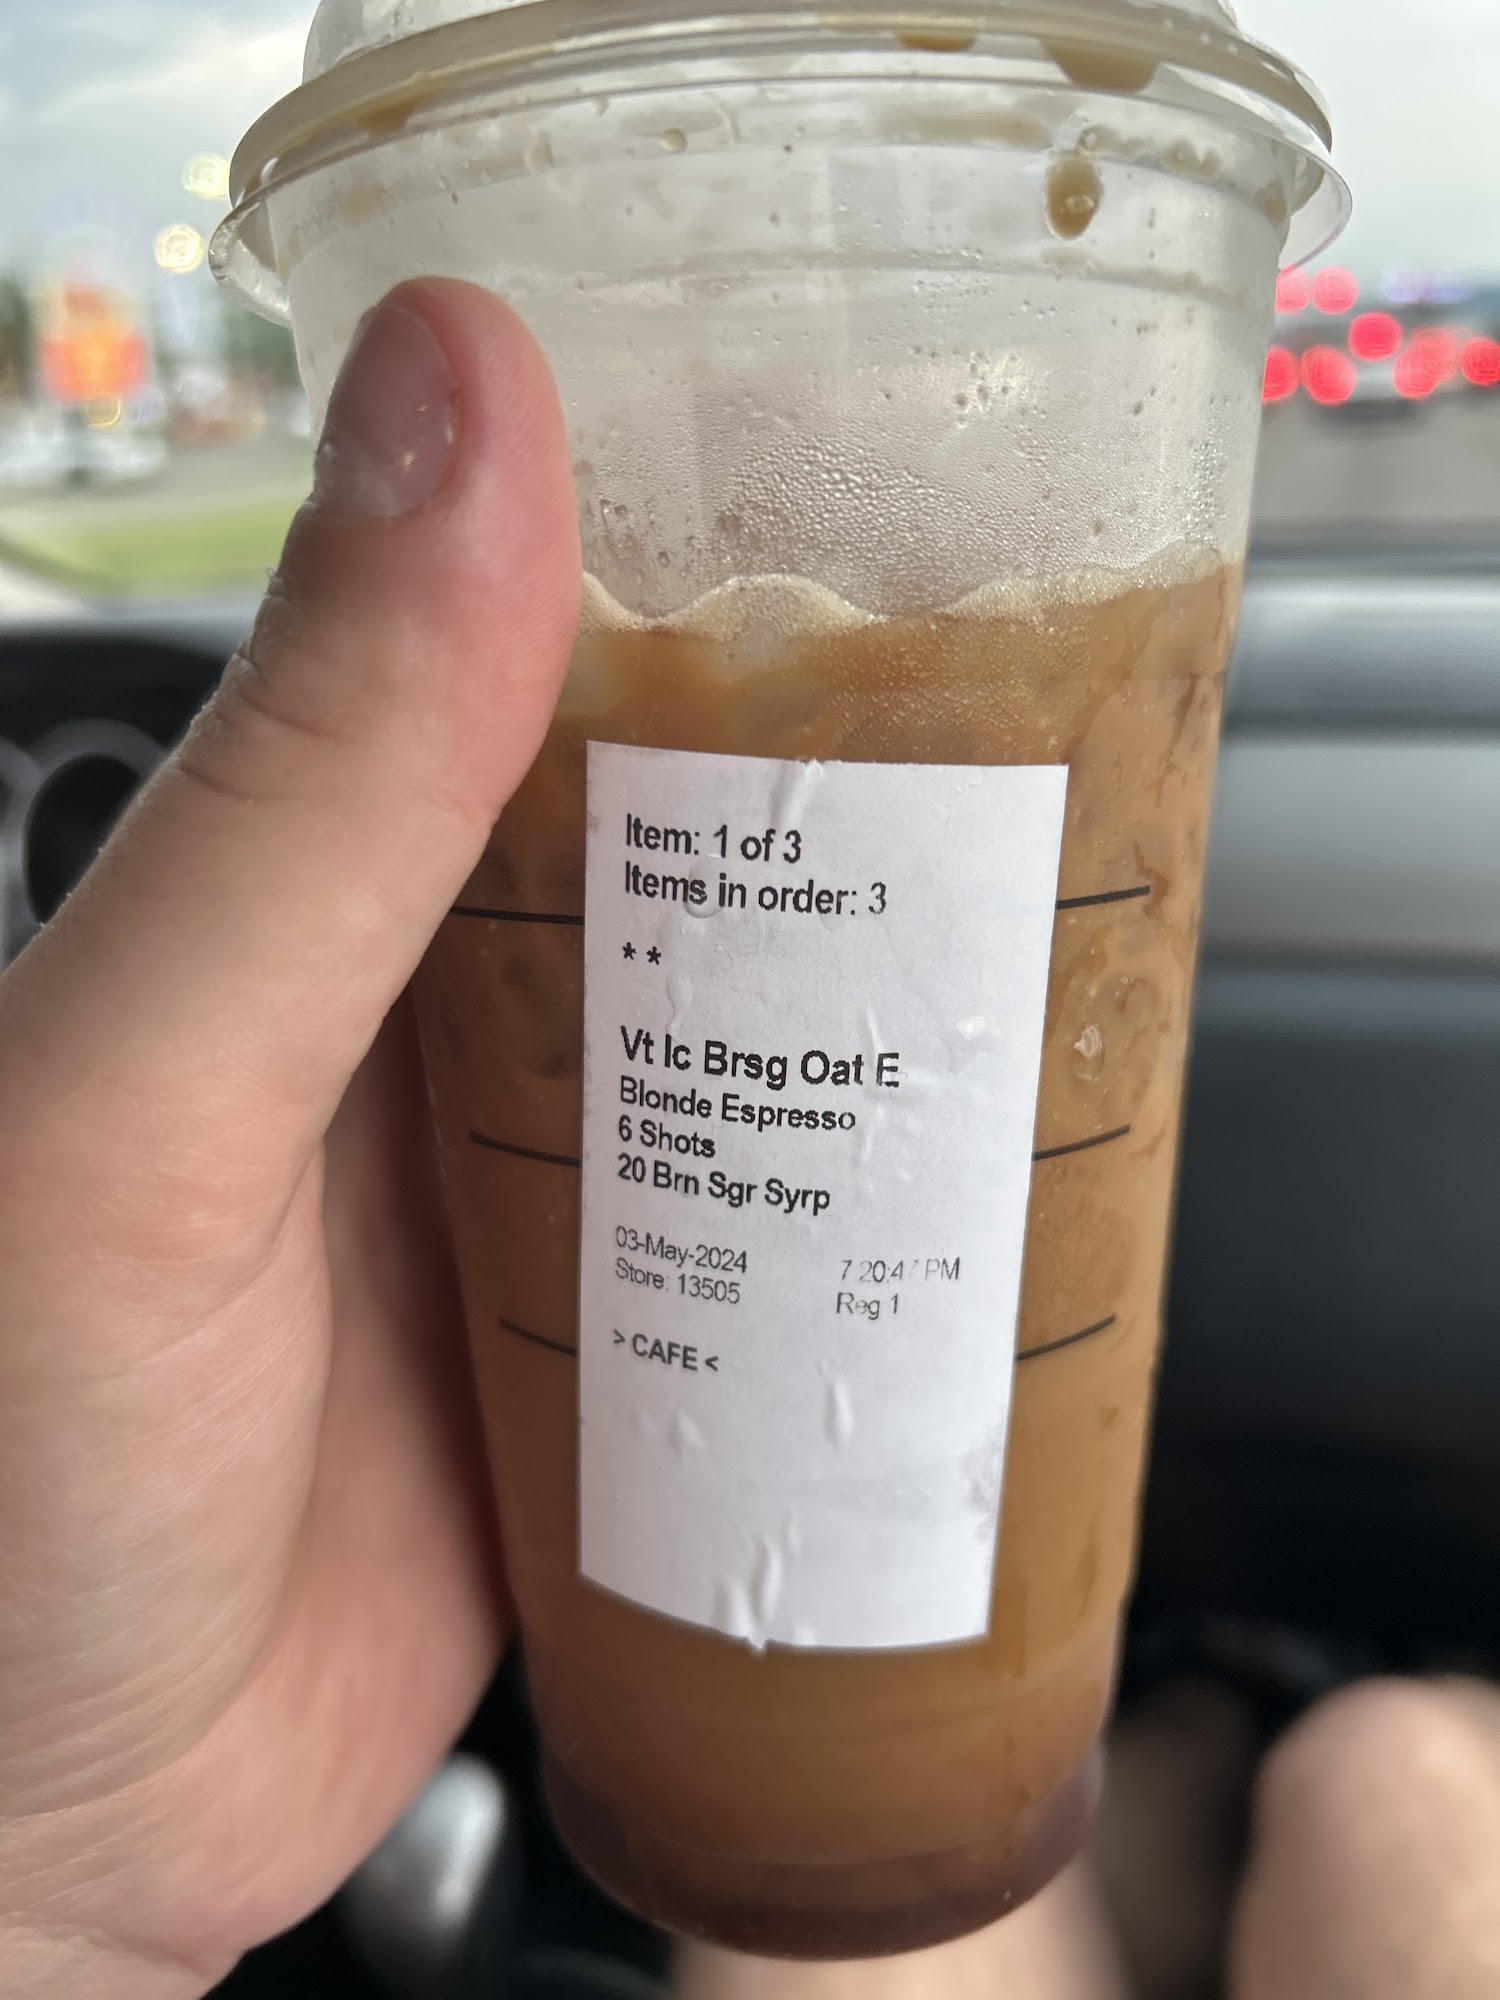 Item: 1 of 3
Items in order: 3
* *
Vt Ic Brsg Oat E
Blonde Espresso
6 Shots
20 Brn Sgr Syrp
03-May-2024 7:20:47 PM
Store: 13505 Reg 1
> CAFE <